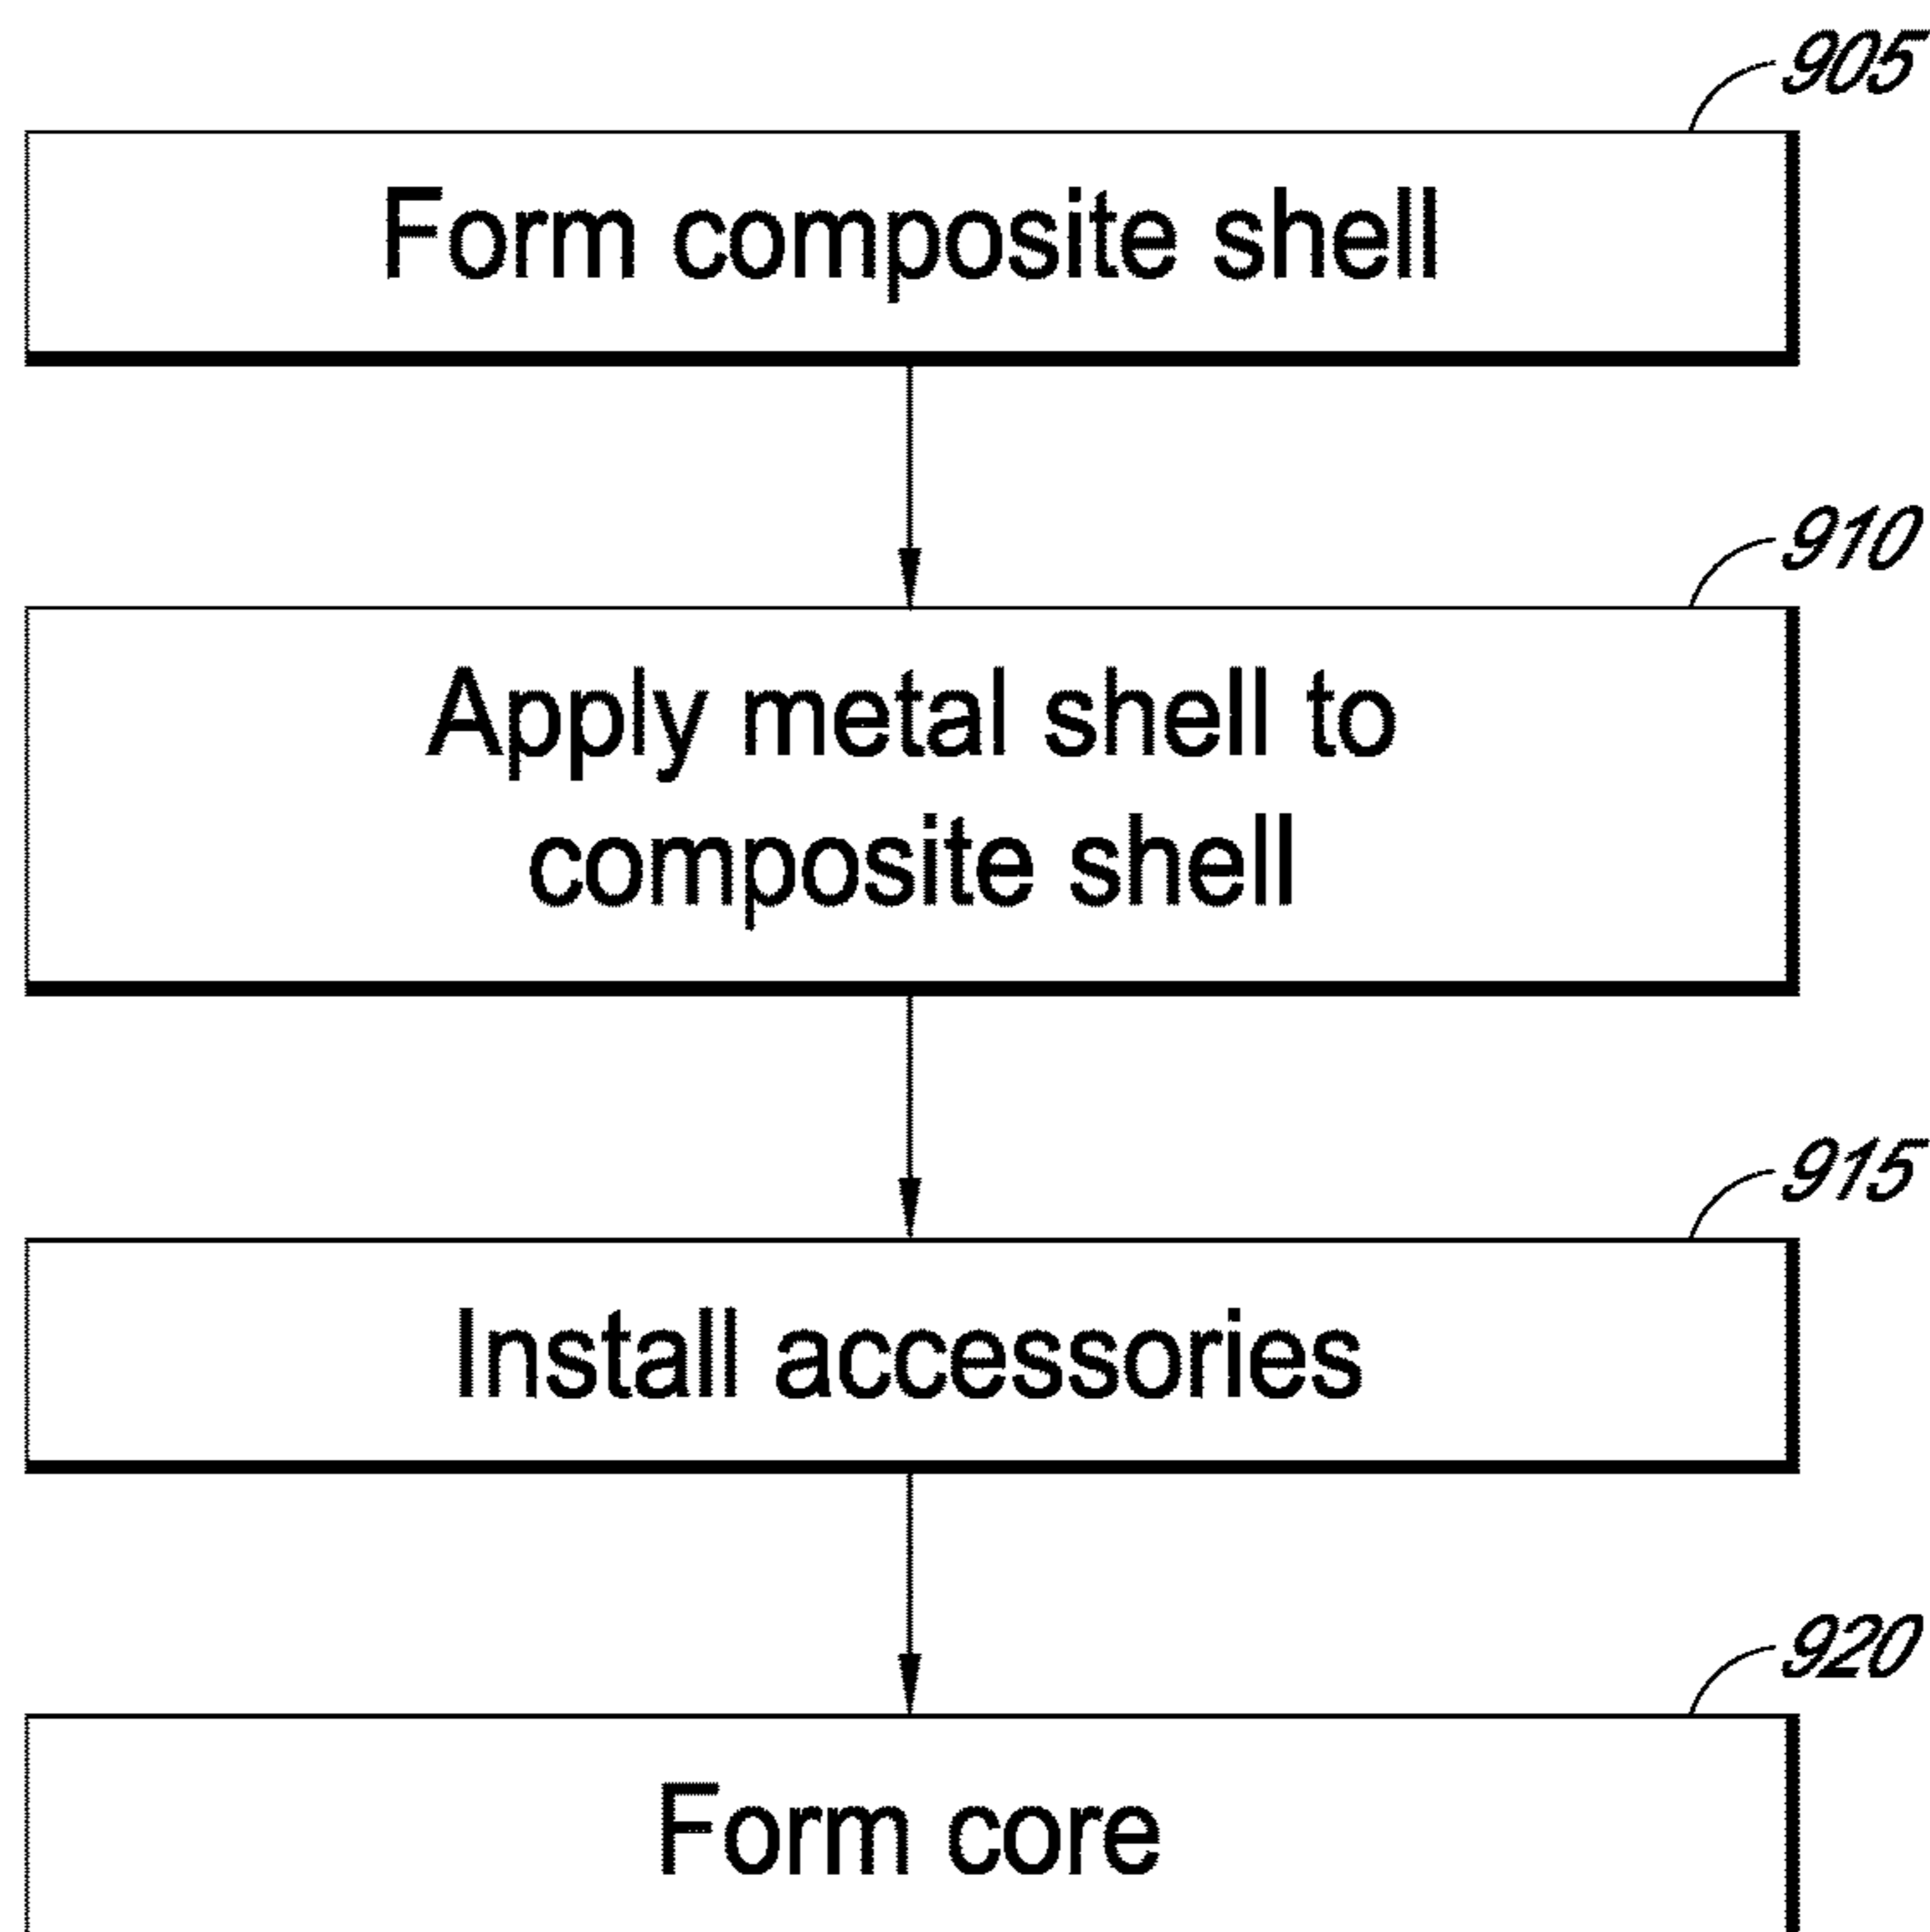 905
Form composite shell
910
Apply metal shell to
composite shell
915
Install accessories
920
Form core